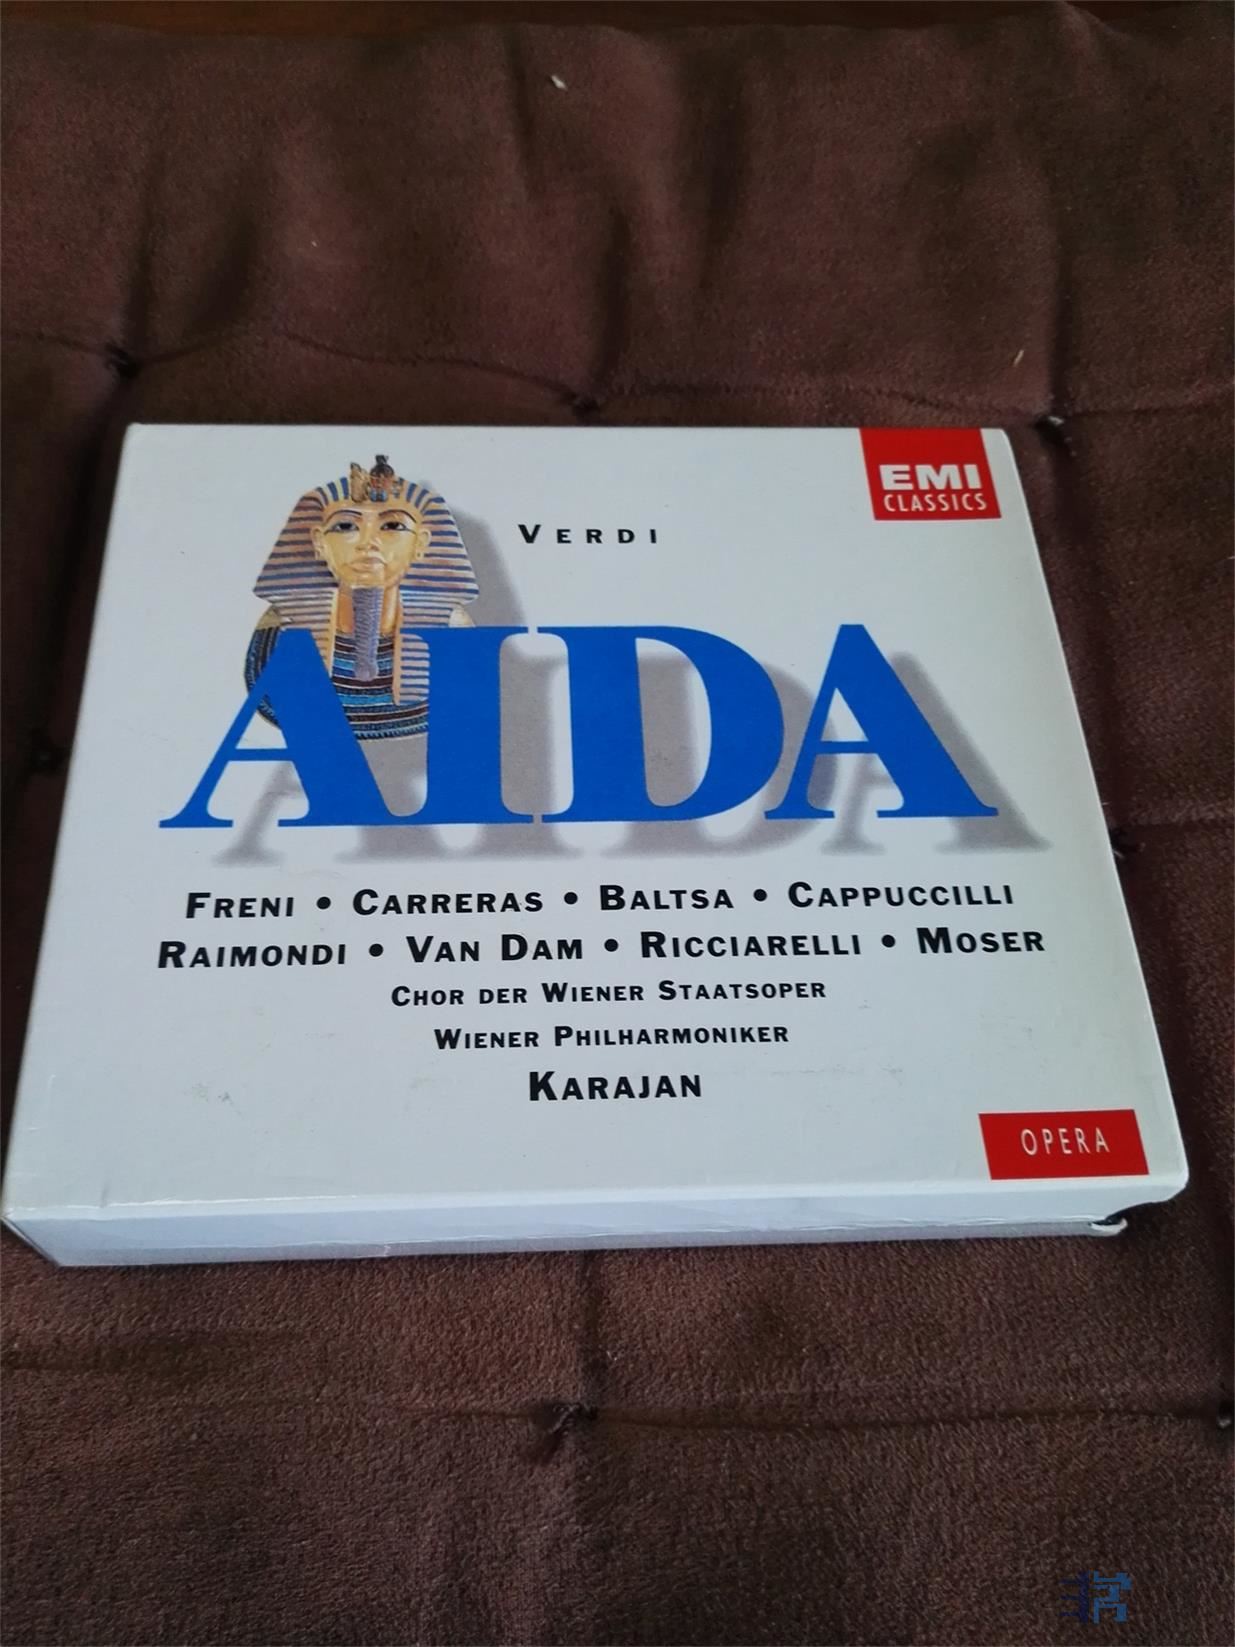 EMI
CLASSICS
VERDI
AIDA
FRENI • CARRERAS • BALTSA • CAPPUCCILLI
RAIMONDI • VAN DAM • RICCIARELLI • MOSER
CHOR DER WIENER STAATSOPER
WIENER PHILHARMONIKER
KARAJAN
OPERA